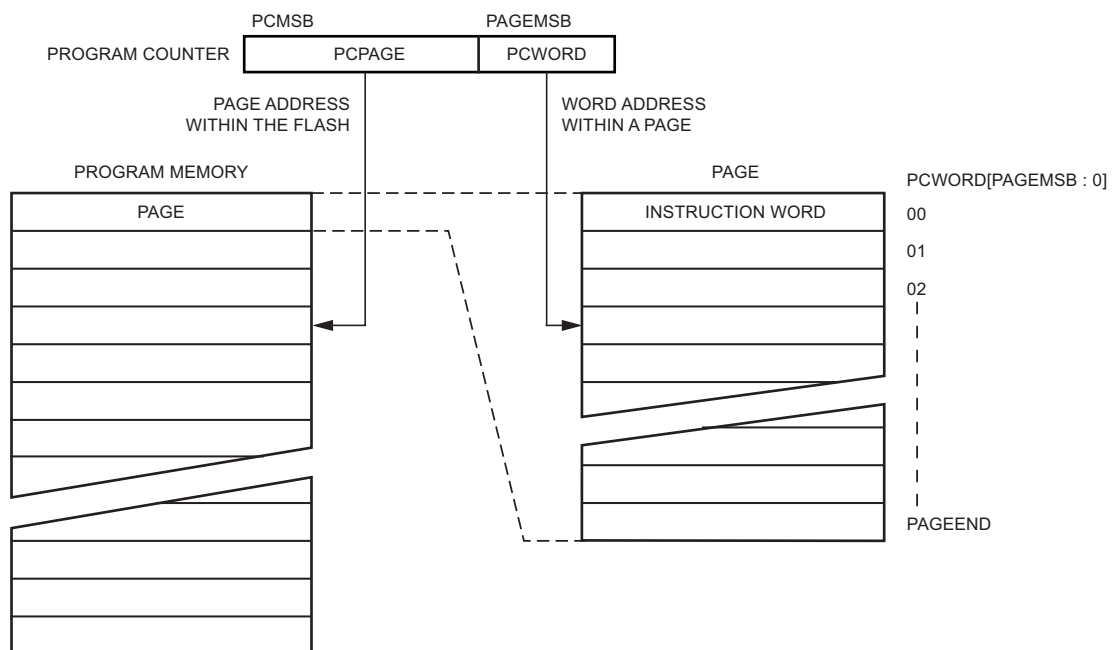 PCMSB
PAGEMSB
PROGRAM COUNTER
PCPAGE
PCWORD
PAGE ADDRESS
WITHIN THE FLASH
WORD ADDRESS
WITHIN A PAGE
PROGRAM MEMORY
PAGE
PAGE
INSTRUCTION WORD
PCWORD[PAGEMSB : 0]
00
01
02
PAGEEND